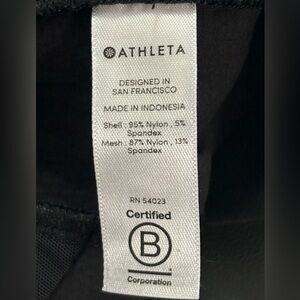 ATHLETA
DESIGNED IN
SAN FRANCISCO
MADE IN INDONESIA
Shell : 95% Nylon , 5%
Spandex
Mesh : 87% Nylon , 13%
Spandex
RN 54023
Certified
B
Corporation